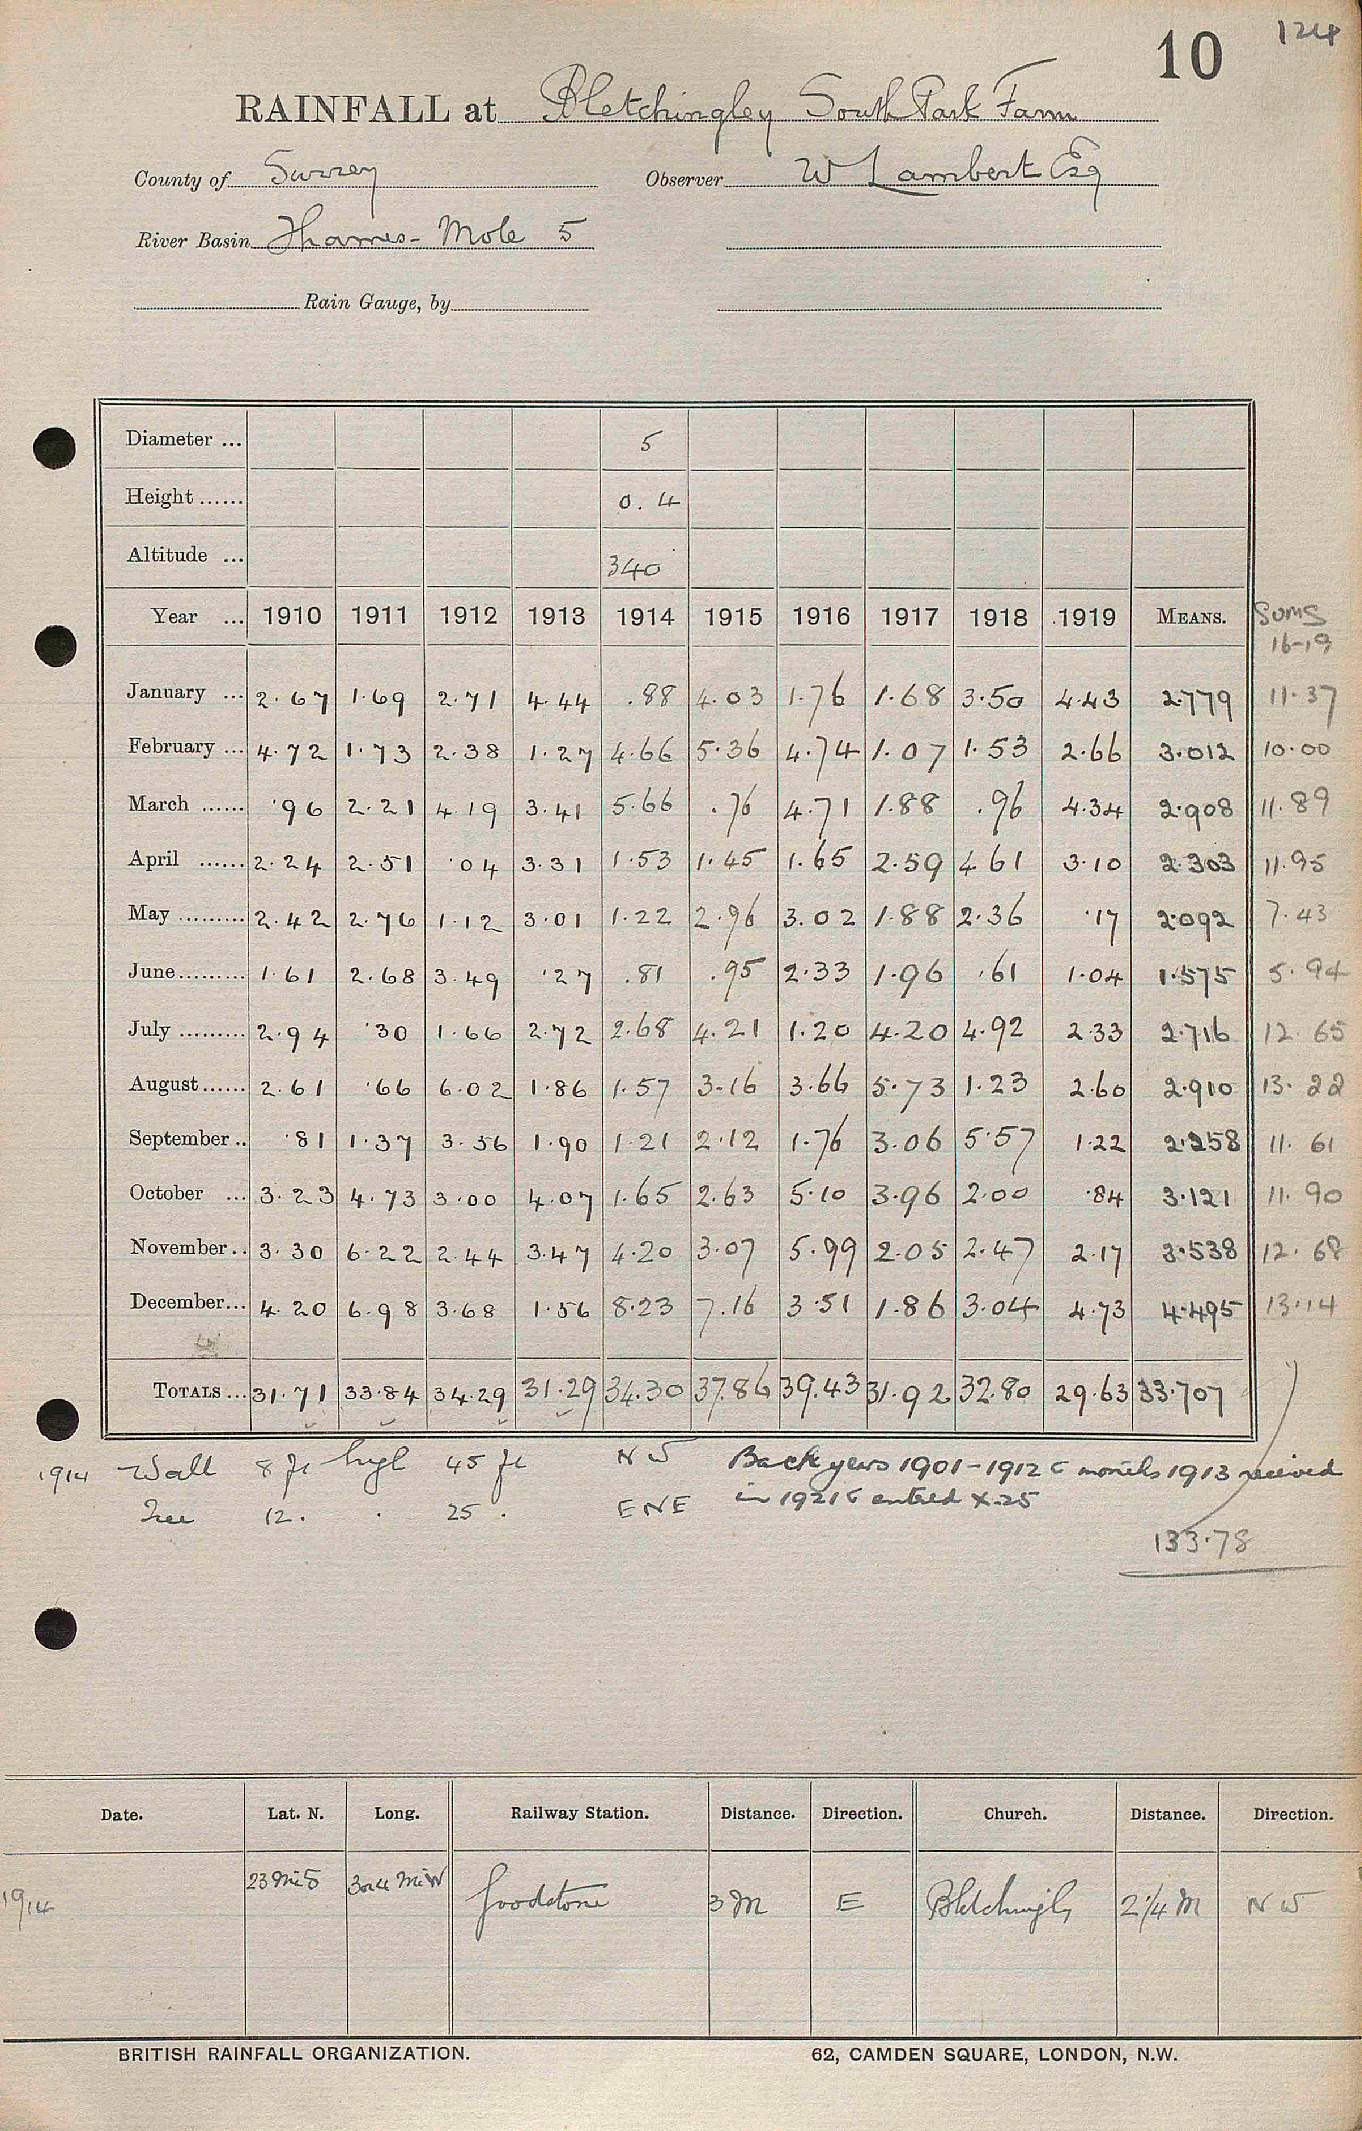 10 124
RAINFALL at Bletchingley South Park Farm
County of Surrey Observer W Lambert Esq
River Basin Thames - Mole 5
Rain Gauge, by
Diameter ... 5
Height ...... 0.4
Altitude ... 340
Year ... 1910 1911 1912 1913 1914 1915 1916 1917 1918 1919 MEANS. Sums 16-19
January ... 2.67 1.69 2.71 4.44 .88 4.03 1.76 1.68 3.50 4.43 2.779 11.37
February ... 4.72 1.73 2.38 1.27 4.66 5.36 4.74 1.07 1.53 2.66 3.012 10.00
March ...... .96 2.21 4.19 3.41 5.66 .76 4.71 1.88 .96 4.34 2.908 11.89
April ...... 2.24 2.51 .04 3.31 1.53 1.45 1.65 2.59 4.61 3.10 2.303 11.95
May ......... 2.42 2.76 1.12 3.01 1.22 2.96 3.02 1.88 2.36 .17 2.092 7.43
June ......... 1.61 2.68 3.49 .27 .81 .95 2.33 1.96 .61 1.04 1.575 5.94
July ......... 2.94 .30 1.66 2.72 2.68 4.21 1.20 4.20 4.92 2.33 2.716 12.65
August ...... 2.61 .66 6.02 1.86 1.57 3.16 3.66 5.73 1.23 2.60 2.910 13.22
September .. .81 1.37 3.56 1.90 1.21 2.12 1.76 3.06 5.57 1.22 2.258 11.61
October ... 3.23 4.73 3.00 4.07 1.65 2.63 5.10 3.96 2.00 .84 3.121 11.90
November .. 3.30 6.22 2.44 3.47 4.20 3.07 5.99 2.05 2.47 2.17 3.538 12.68
December ... 4.20 6.98 3.68 1.56 8.23 7.16 3.51 1.86 3.04 4.73 4.495 13.14
TOTALS ... 31.71 33.84 34.29 31.29 34.30 37.86 39.43 31.92 32.80 29.63 33.707
1914 Wall 8 ft high 45 ft NW Back years 1901-1912 & months 1913 received
Tree 12. . 25 . ENE in 1921 & entered X.25
133.78
Date. Lat. N. Long. Railway Station. Distance. Direction. Church. Distance. Direction.
1914 23 Mi S Mi W Godstone 3 M E Bletchingly 2 1/4 M NW
BRITISH RAINFALL ORGANIZATION. 62, CAMDEN SQUARE, LONDON, N.W.